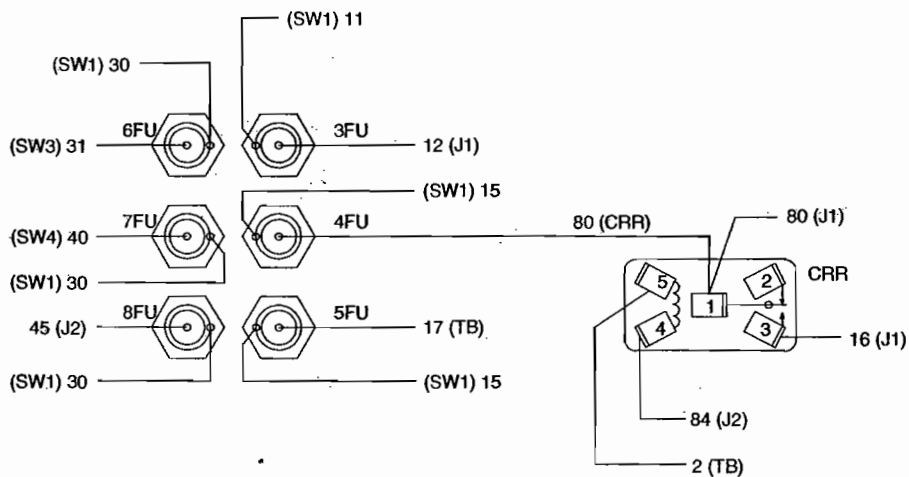 (SW1) 11
(SW1) 30
6FU 3FU
(SW3) 31 12 (J1)
(SW1) 15
7FU 4FU 80 (CRR) 80 (J1)
(SW4) 40
(SW1) 30
CRR
5 2
1
8FU 5FU
45 (J2) 17 (TB)
4 3
16 (J1)
(SW1) 30 (SW1) 15
84 (J2)
2 (TB)